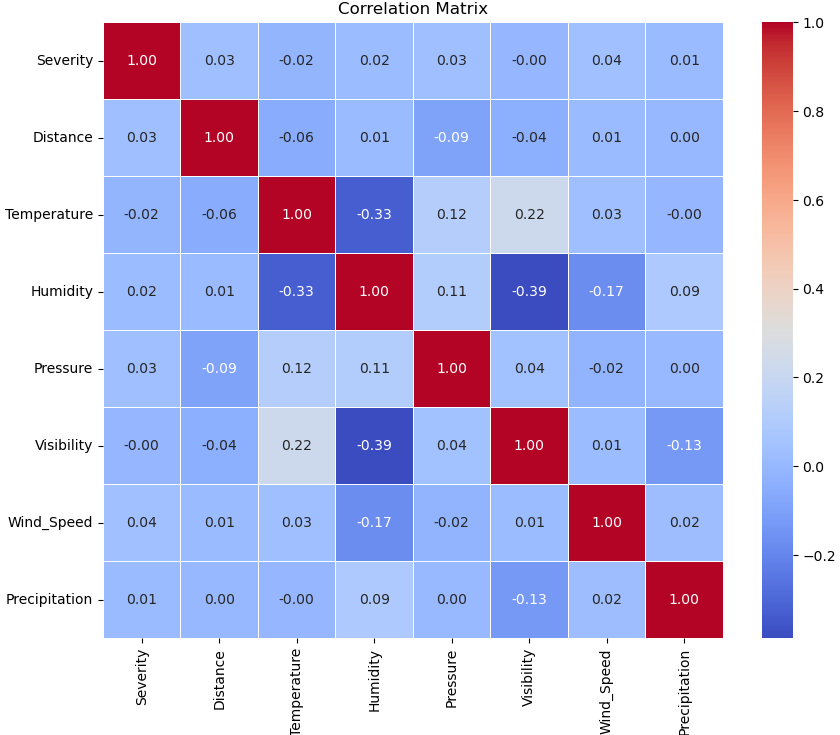 Correlation Matrix
Severity 1.00 0.03 -0.02 0.02 0.03 -0.00 0.04 0.01
Distance 0.03 1.00 -0.06 0.01 -0.09 -0.04 0.01 0.00
Temperature -0.02 -0.06 1.00 -0.33 0.12 0.22 0.03 -0.00
Humidity 0.02 0.01 -0.33 1.00 0.11 -0.39 -0.17 0.09
Pressure 0.03 -0.09 0.12 0.11 1.00 0.04 -0.02 0.00
Visibility -0.00 -0.04 0.22 -0.39 0.04 1.00 0.01 -0.13
Wind_Speed 0.04 0.01 0.03 -0.17 -0.02 0.01 1.00 0.02
Precipitation 0.01 0.00 -0.00 0.09 0.00 -0.13 0.02 1.00
Severity Distance Temperature Humidity Pressure Visibility Wind_Speed Precipitation
1.0
0.8
0.6
0.4
0.2
0.0
−0.2